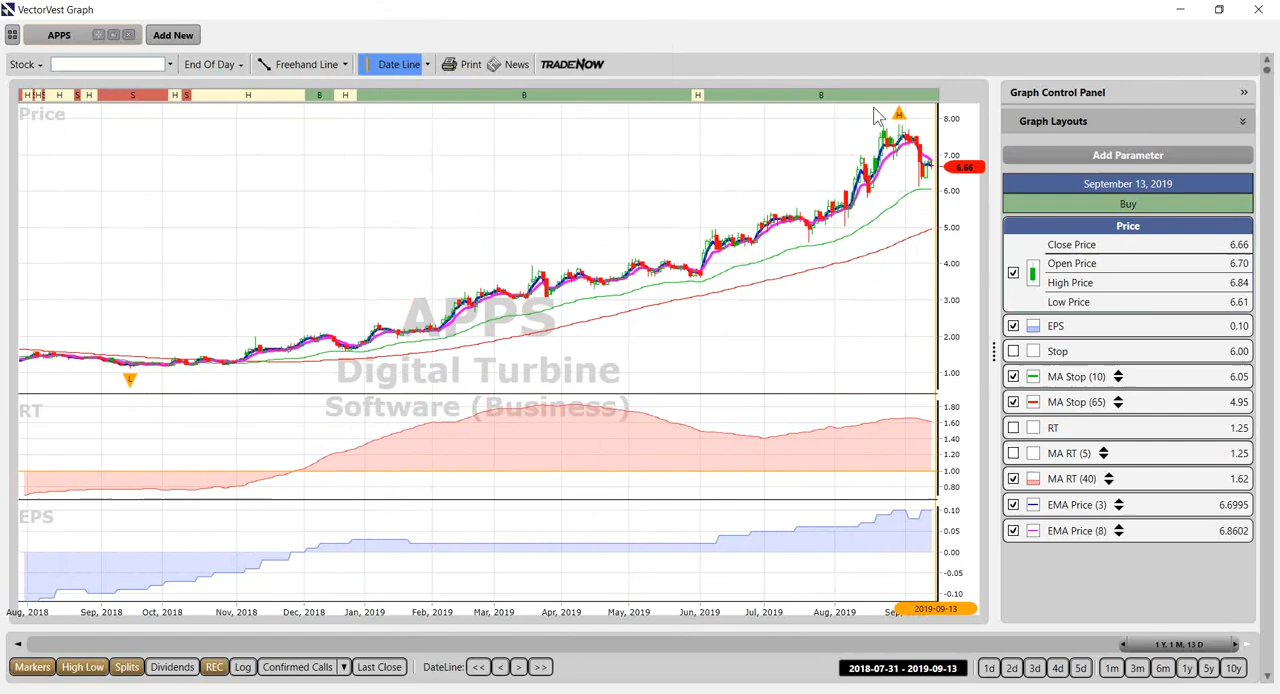 VectorVest Graph
APPS
Add New
Stock
End Of Day
Freehand Line
Date Line
Print
News
TRADENOW
H H S H S H S H S H B H B H B
Price
H
8.00
7.00
6.66
6.00
5.00
4.00
3.00
2.00
1.00
L
APPS
Digital Turbine
Software (Business)
RT
1.80
1.60
1.40
1.20
1.00
0.80
EPS
0.10
0.05
0.00
-0.05
-0.10
Aug, 2018 Sep, 2018 Oct, 2018 Nov, 2018 Dec, 2018 Jan, 2019 Feb, 2019 Mar, 2019 Apr, 2019 May, 2019 Jun, 2019 Jul, 2019 Aug, 2019 2019-09-13
Graph Control Panel
Graph Layouts
Add Parameter
September 13, 2019
Buy
Price
Close Price 6.66
Open Price 6.70
High Price 6.84
Low Price 6.61
EPS 0.10
Stop 6.00
MA Stop (10) 6.05
MA Stop (65) 4.95
RT 1.25
MA RT (5) 1.25
MA RT (40) 1.62
EMA Price (3) 6.6995
EMA Price (8) 6.8602
1 Y, 1 M, 13 D
Markers High Low Splits Dividends REC Log Confirmed Calls Last Close DateLine: << < > >> 2018-07-31 - 2019-09-13 1d 2d 3d 4d 5d 1m 3m 6m 1y 5y 10y